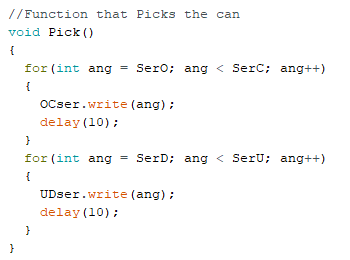 //Function that Picks the can
void Pick()
{
  for(int ang = SerO; ang < SerC; ang++)
  {
    OCser.write(ang);
    delay(10);
  }
  for(int ang = SerD; ang < SerU; ang++)
  {
    UDser.write(ang);
    delay(10);
  }
}